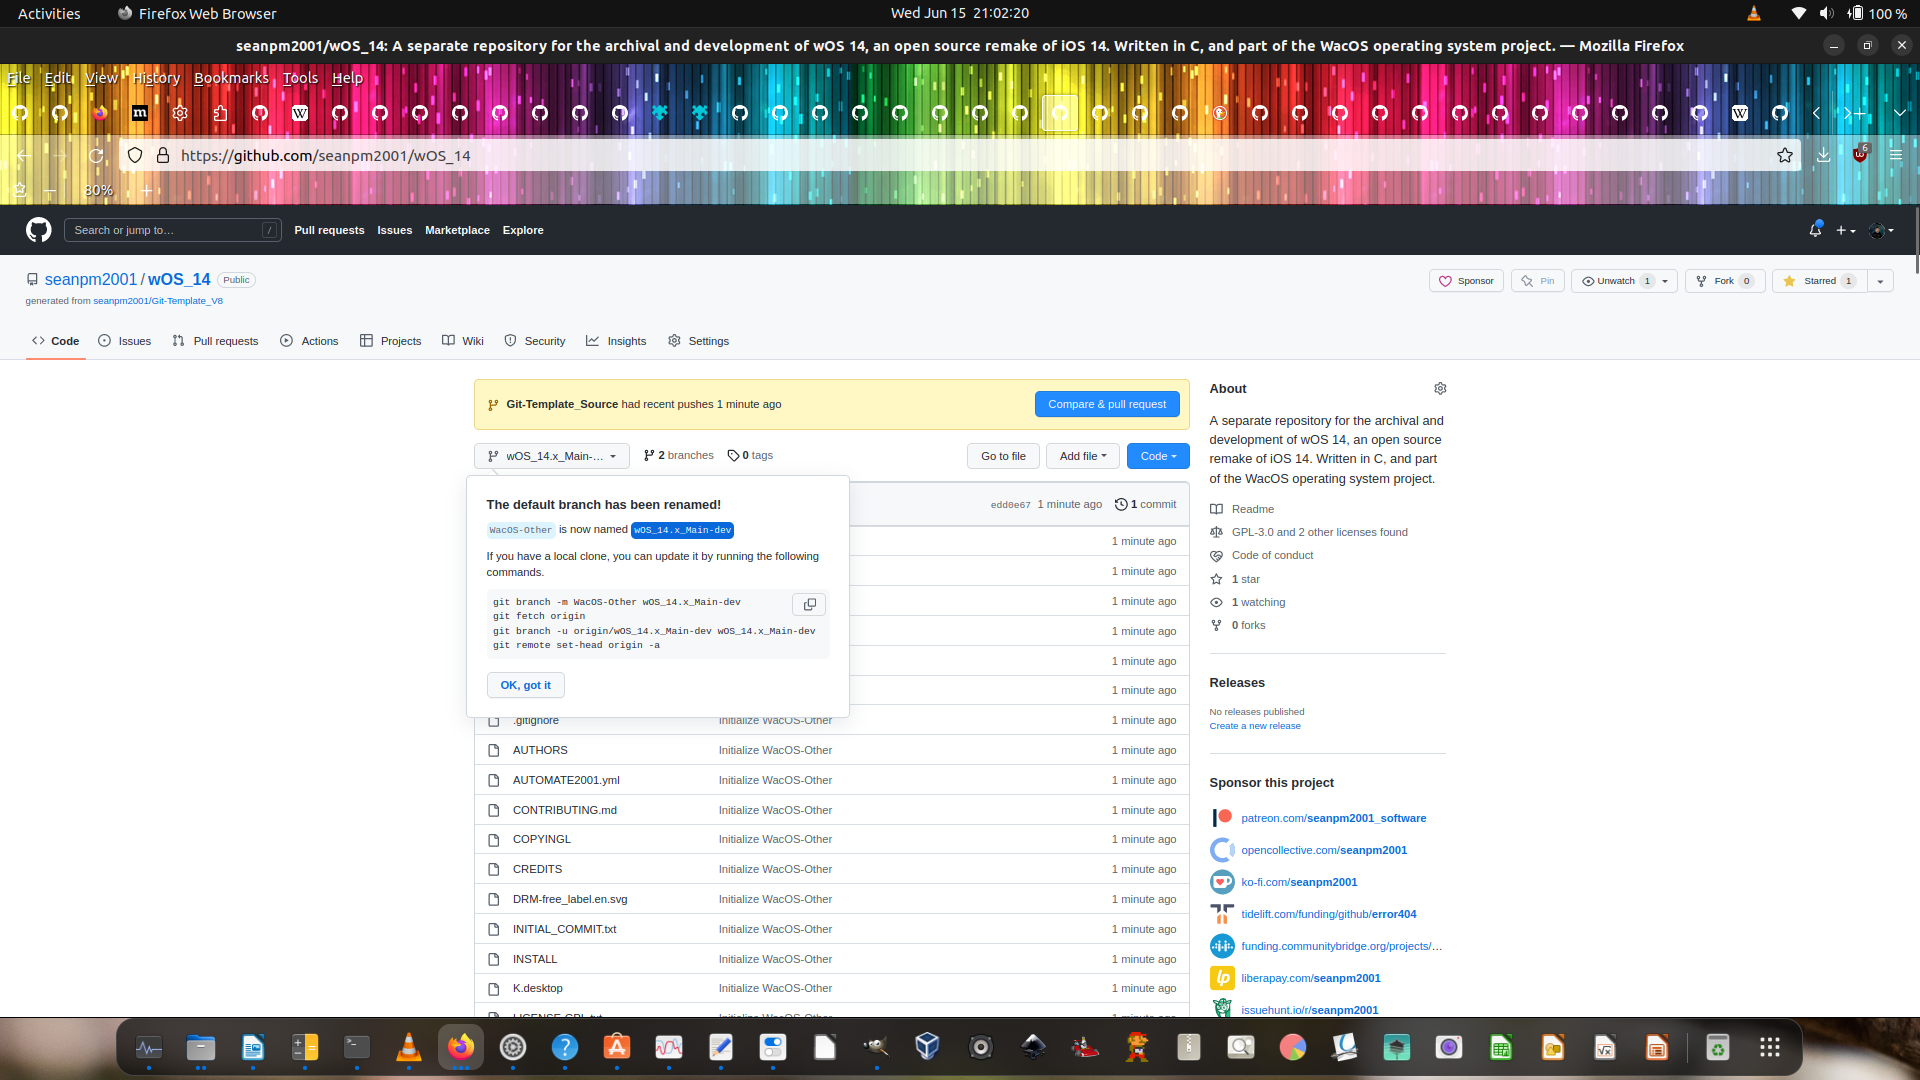 Activities
Firefox Web Browser
Wed Jun 15 21:02:20
100 %
seanpm2001/wOS_14: A separate repository for the archival and development of wOS 14, an open source remake of iOS 14. Written in C, and part of the WacOS operating system project. — Mozilla Firefox
File Edit View History Bookmarks Tools Help
https://github.com/seanpm2001/wOS_14
6
80%
Search or jump to…
/
Pull requests Issues Marketplace Explore
seanpm2001 / wOS_14 Public
generated from seanpm2001/Git-Template_V8
Sponsor Pin Unwatch 1 Fork 0 Starred 1
Code Issues Pull requests Actions Projects Wiki Security Insights Settings
Git-Template_Source had recent pushes 1 minute ago
Compare & pull request
wOS_14.x_Main-... 2 branches 0 tags
Go to file Add file Code
edd0e67 1 minute ago 1 commit
The default branch has been renamed!
WacOS-Other is now named wOS_14.x_Main-dev
If you have a local clone, you can update it by running the following
commands.
git branch -m WacOS-Other wOS_14.x_Main-dev
git fetch origin
git branch -u origin/wOS_14.x_Main-dev wOS_14.x_Main-dev
git remote set-head origin -a
OK, got it
1 minute ago
1 minute ago
1 minute ago
1 minute ago
1 minute ago
1 minute ago
.gitignore Initialize WacOS-Other 1 minute ago
AUTHORS Initialize WacOS-Other 1 minute ago
AUTOMATE2001.yml Initialize WacOS-Other 1 minute ago
CONTRIBUTING.md Initialize WacOS-Other 1 minute ago
COPYINGL Initialize WacOS-Other 1 minute ago
CREDITS Initialize WacOS-Other 1 minute ago
DRM-free_label.en.svg Initialize WacOS-Other 1 minute ago
INITIAL_COMMIT.txt Initialize WacOS-Other 1 minute ago
INSTALL Initialize WacOS-Other 1 minute ago
K.desktop Initialize WacOS-Other 1 minute ago
LICENSE-GPL.txt Initialize WacOS-Other 1 minute ago
About
A separate repository for the archival and
development of wOS 14, an open source
remake of iOS 14. Written in C, and part
of the WacOS operating system project.
Readme
GPL-3.0 and 2 other licenses found
Code of conduct
1 star
1 watching
0 forks
Releases
No releases published
Create a new release
Sponsor this project
patreon.com/seanpm2001_software
opencollective.com/seanpm2001
ko-fi.com/seanpm2001
tidelift.com/funding/github/error404
funding.communitybridge.org/projects/…
liberapay.com/seanpm2001
issuehunt.io/r/seanpm2001